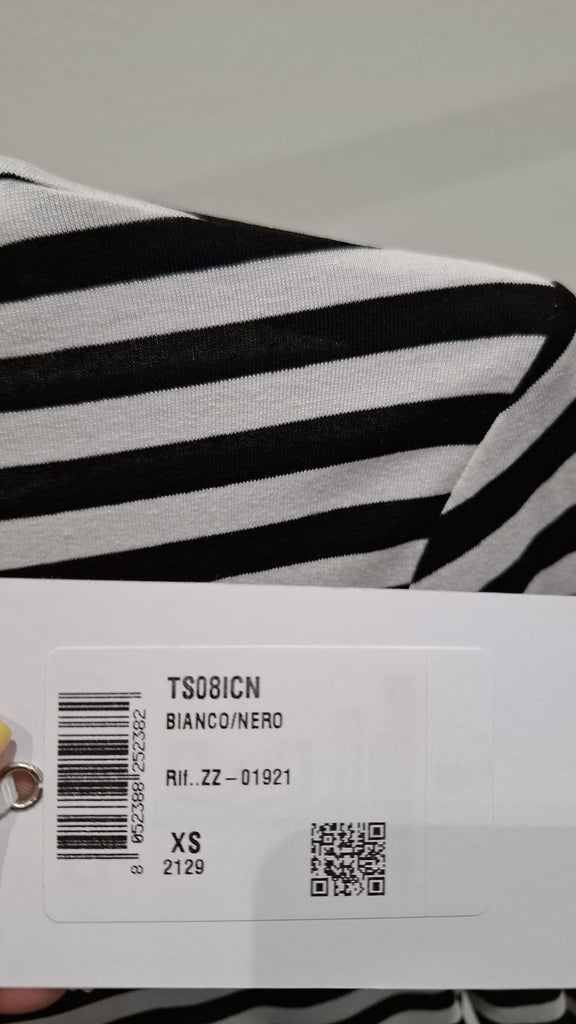 TS08ICN
BIANCO/NERO
Rif..ZZ-01921
XS
2129
8 052388 252382